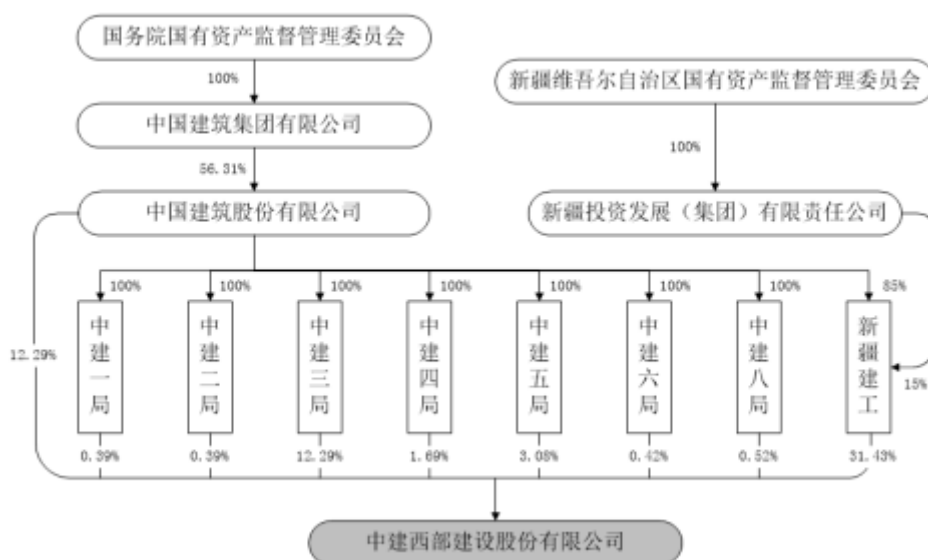 国务院国有资产监督管理委员会
100%
新疆维吾尔自治区国有资产监督管理委员会
中国建筑集团有限公司
56.31%
100%
中国建筑股份有限公司
新疆投资发展（集团）有限责任公司
100% 100% 100% 100% 100% 100% 100% 85%
中建一局
中建二局
中建三局
中建四局
中建五局
中建六局
中建八局
新疆建工
12.29%
15%
0.39% 0.39% 12.29% 1.69% 3.08% 0.42% 0.52% 31.43%
中建西部建设股份有限公司